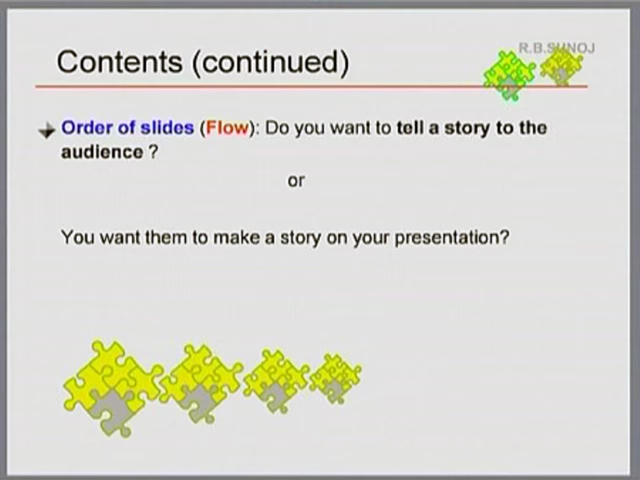 R.B.SUNOJ
Contents (continued)
Order of slides (Flow): Do you want to tell a story to the
audience ?
or
You want them to make a story on your presentation?